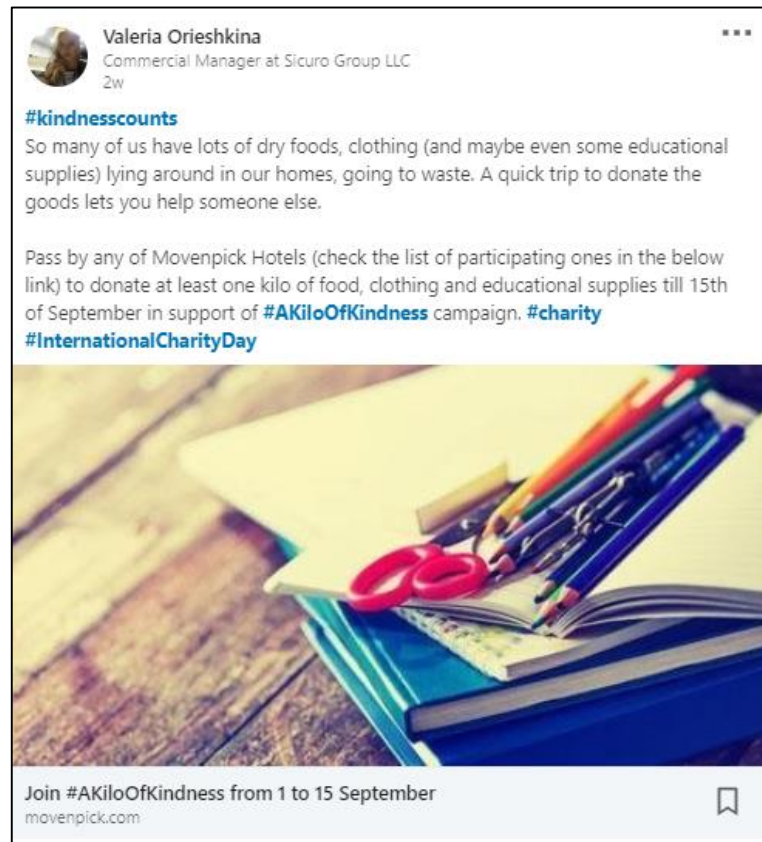 Valeria Orieshkina
Commercial Manager at Sicuro Group LLC
2w
#kindnesscounts
So many of us have lots of dry foods, clothing (and maybe even some educational
supplies) lying around in our homes, going to waste. A quick trip to donate the
goods lets you help someone else.
Pass by any of Movenpick Hotels (check the list of participating ones in the below
link) to donate at least one kilo of food, clothing and educational supplies till 15th
of September in support of #AKiloOfKindness campaign. #charity
#InternationalCharityDay
Join #AKiloOfKindness from 1 to 15 September
movenpick.com